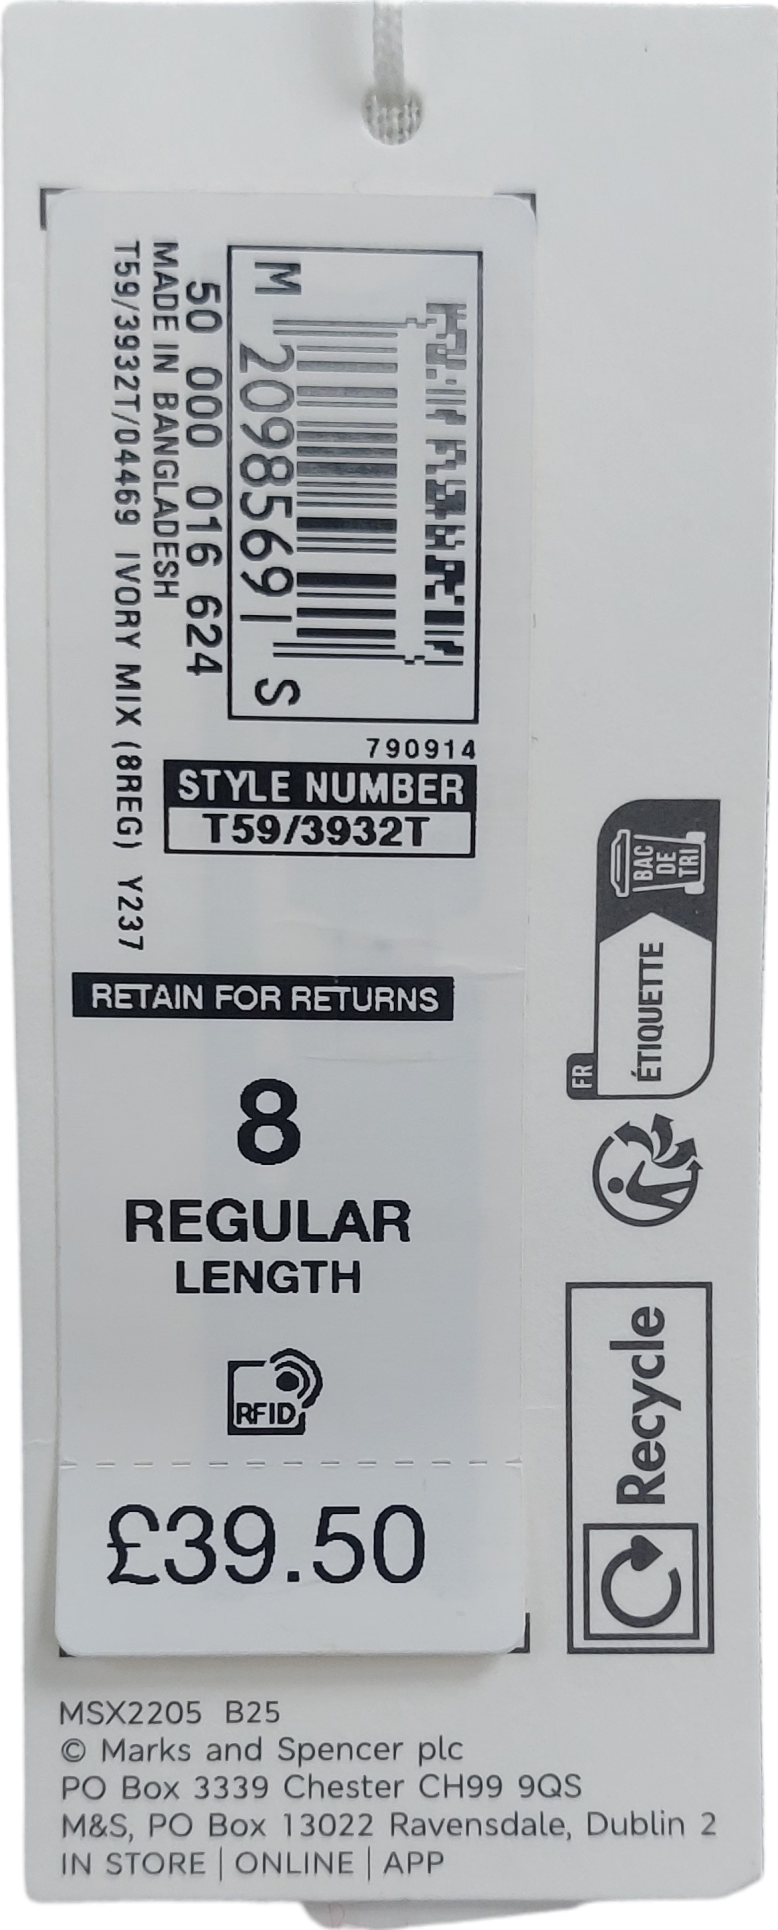 M 20985691 S
50 000 016 624
MADE IN BANGLADESH
T59/3932T/04469 IVORY MIX (8REG) Y237
790914
STYLE NUMBER
T59/3932T
RETAIN FOR RETURNS
8
REGULAR
LENGTH
RFID
£39.50
BAC
DE
TRI
ÉTIQUETTE
FR
Recycle
MSX2205 B25
© Marks and Spencer plc
PO Box 3339 Chester CH99 9QS
M&S, PO Box 13022 Ravensdale, Dublin 2
IN STORE | ONLINE | APP